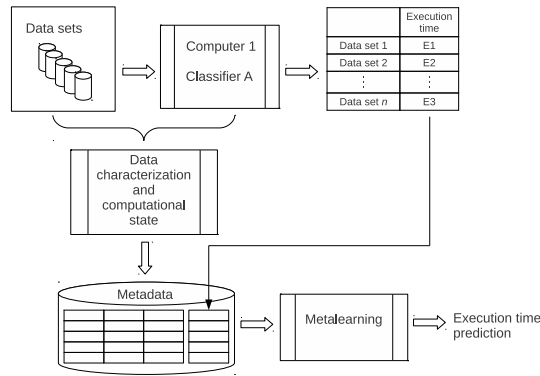 Data sets
Computer 1
Classifier A
Execution
time
Data set 1 E1
Data set 2 E2
⋮ ⋮
Data set n E3
Data
characterization
and
computational
state
Metadata
Metalearning
Execution time
prediction